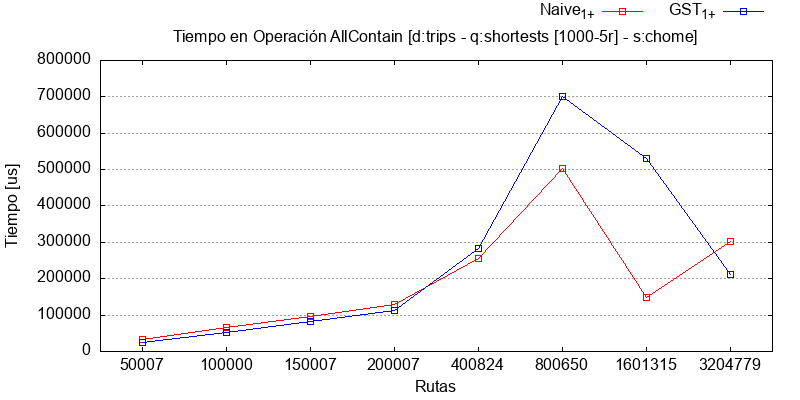 Naive1+ GST1+
Tiempo en Operación AllContain [d:trips - q:shortests [1000-5r] - s:chome]
800000
700000
600000
500000
400000
300000
200000
100000
0
Tiempo [us]
50007 100000 150007 200007 400824 800650 1601315 3204779
Rutas